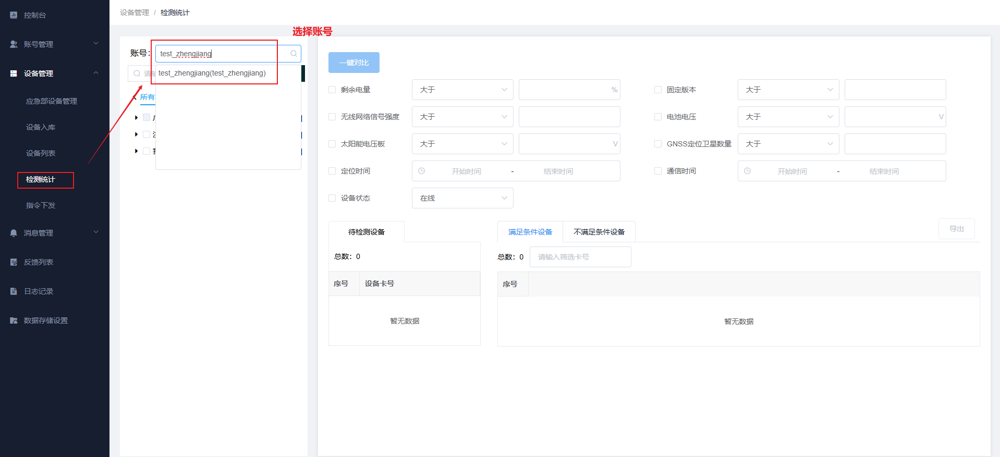 控制台
账号管理
设备管理
应急部设备管理
设备入库
设备列表
检测统计
指令下发
消息管理
反馈列表
日志记录
数据存储设置
设备管理 / 检测统计
选择账号
账号: test_zhengjiang
test_zhengjiang(test_zhengjiang)
所有
一键对比
剩余电量 大于 % 固定版本 大于
无线网络信号强度 大于 电池电压 大于 V
太阳能电压板 大于 V GNSS定位卫星数量 大于
定位时间 开始时间 - 结束时间 通信时间 开始时间 - 结束时间
设备状态 在线
待检测设备
总数：0
序号 设备卡号
暂无数据
满足条件设备 不满足条件设备 导出
总数：0 请输入筛选卡号
序号
暂无数据